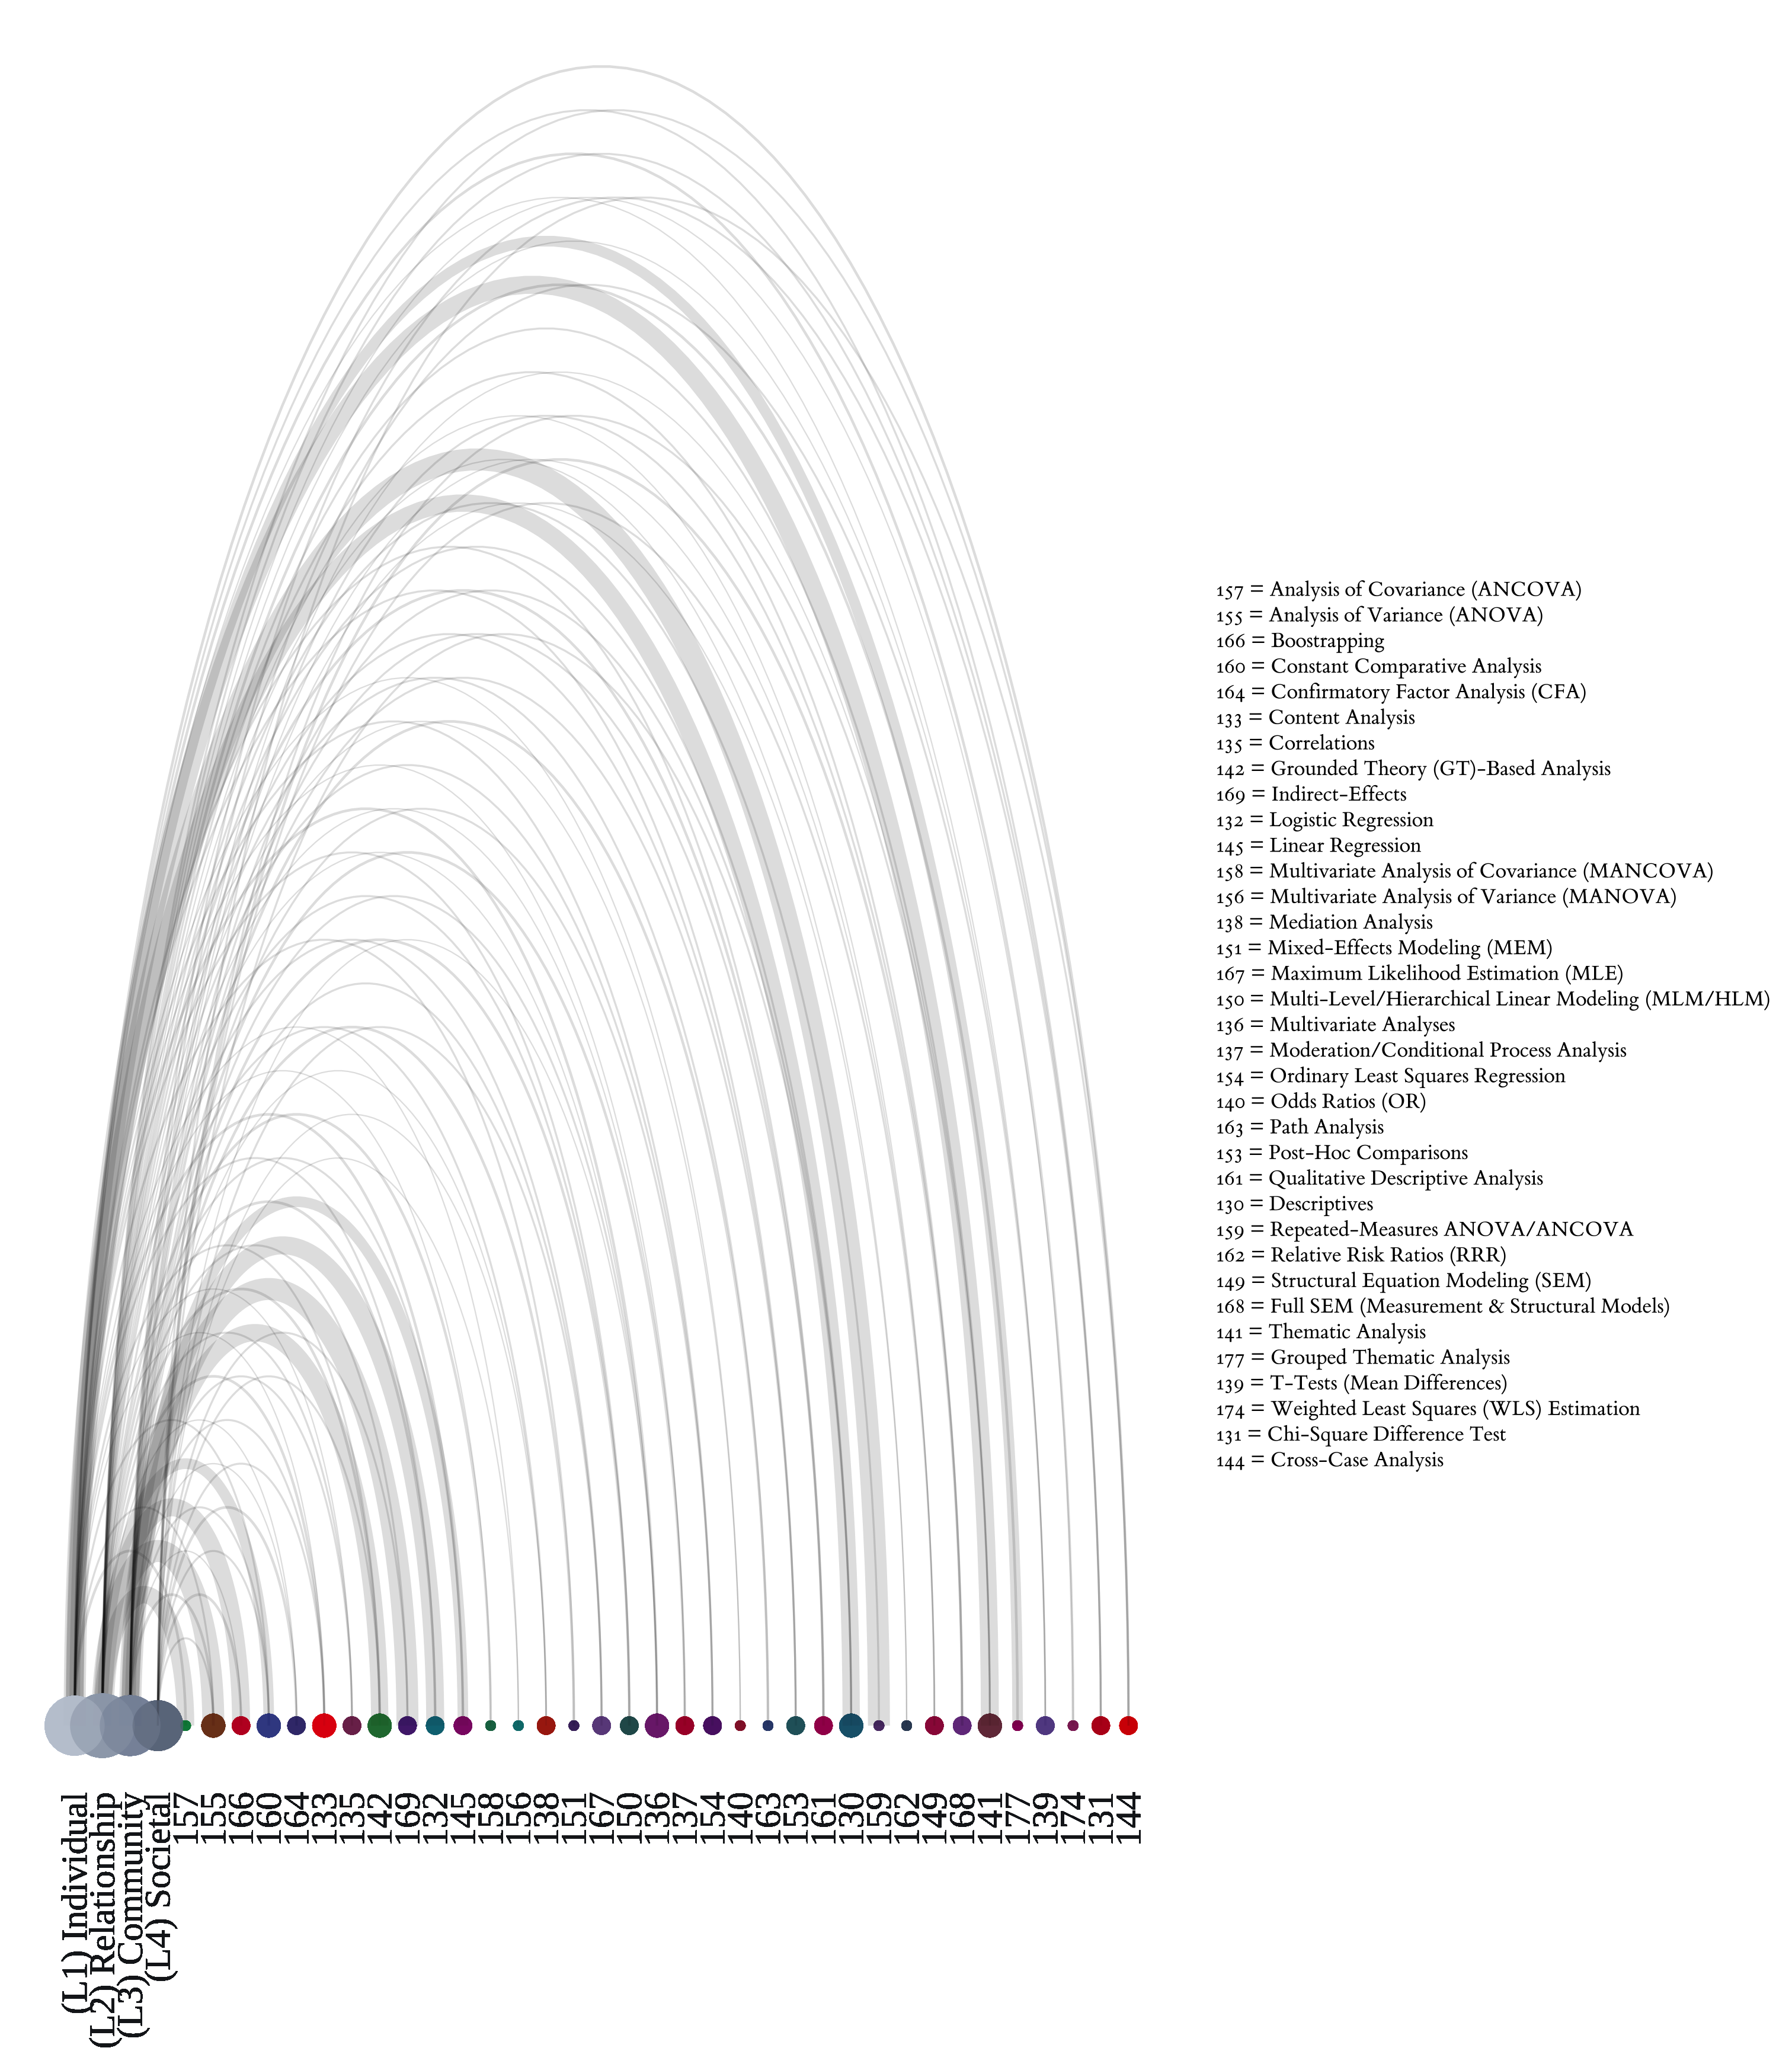 157 = Analysis of Covariance (ANCOVA)
155 = Analysis of Variance (ANOVA)
166 = Boostrapping
160 = Constant Comparative Analysis
164 = Confirmatory Factor Analysis (CFA)
133 = Content Analysis
135 = Correlations
142 = Grounded Theory (GT)-Based Analysis
169 = Indirect-Effects
132 = Logistic Regression
145 = Linear Regression
158 = Multivariate Analysis of Covariance (MANCOVA)
156 = Multivariate Analysis of Variance (MANOVA)
138 = Mediation Analysis
151 = Mixed-Effects Modeling (MEM)
167 = Maximum Likelihood Estimation (MLE)
150 = Multi-Level/Hierarchical Linear Modeling (MLM/HLM)
136 = Multivariate Analyses
137 = Moderation/Conditional Process Analysis
154 = Ordinary Least Squares Regression
140 = Odds Ratios (OR)
163 = Path Analysis
153 = Post-Hoc Comparisons
161 = Qualitative Descriptive Analysis
130 = Descriptives
159 = Repeated-Measures ANOVA/ANCOVA
162 = Relative Risk Ratios (RRR)
149 = Structural Equation Modeling (SEM)
168 = Full SEM (Measurement & Structural Models)
141 = Thematic Analysis
177 = Grouped Thematic Analysis
139 = T-Tests (Mean Differences)
174 = Weighted Least Squares (WLS) Estimation
131 = Chi-Square Difference Test
144 = Cross-Case Analysis
(L1) Individual
(L2) Relationship
(L3) Community
(L4) Societal
157
155
166
160
164
133
135
142
169
132
145
158
156
138
151
167
150
136
137
154
140
163
153
161
130
159
162
149
168
141
177
139
174
131
144